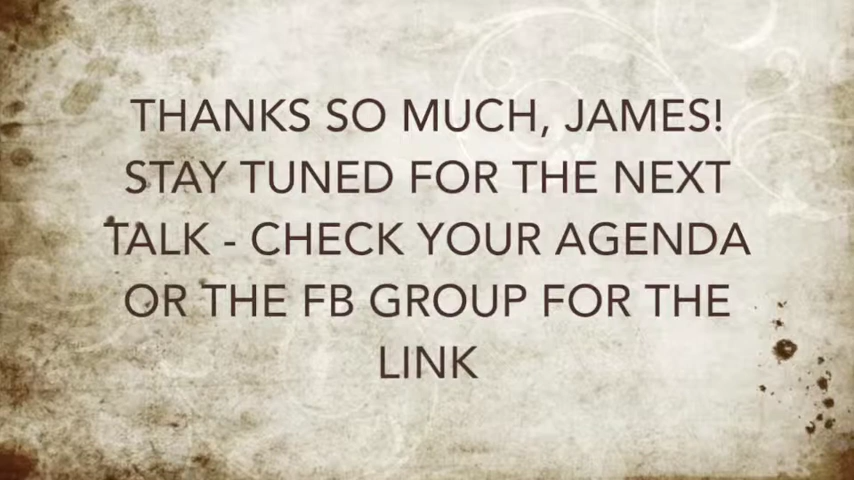 THANKS SO MUCH, JAMES!
STAY TUNED FOR THE NEXT
TALK - CHECK YOUR AGENDA
OR THE FB GROUP FOR THE
LINK